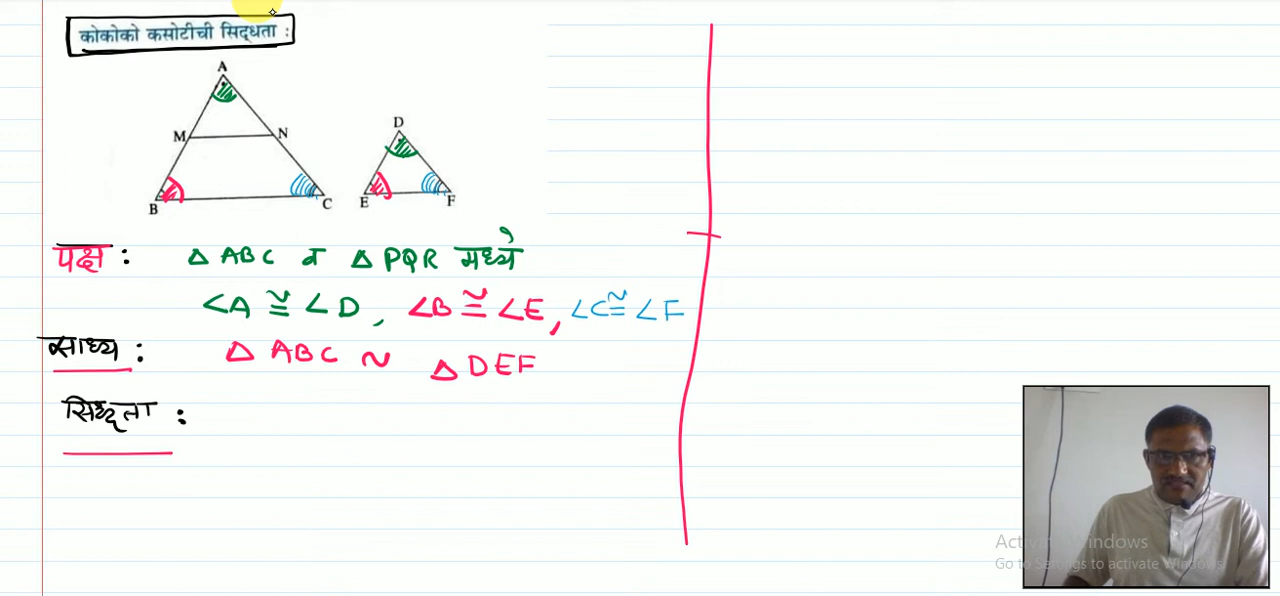 कोकोको कसोटीची सिद्धता :
A
M N
B C
D
E F
पक्ष : △ ABC व △ PQR मध्ये
∠A ≅ ∠D, ∠B ≅ ∠E, ∠C ≅ ∠F
साध्य : △ ABC ~ △ DEF
सिद्धता :
Activate Windows
Go to Settings to activate Windows.